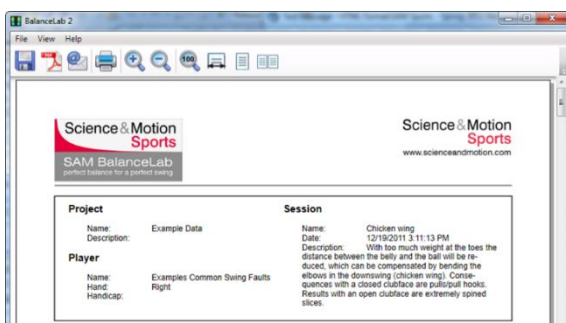 BalanceLab 2
File View Help
100
Science & Motion
Sports
SAM BalanceLab
perfect balance for a perfect swing
Science & Motion
Sports
www.scienceandmotion.com
Project
Name: Example Data
Description:
Player
Name: Examples Common Swing Faults
Hand: Right
Handicap:
Session
Name: Chicken wing
Date: 12/19/2011 3:11:13 PM
Description: With too much weight at the toes the
distance between the belly and the ball will be re-
duced, which can be compensated by bending the
elbows in the downswing (chicken wing). Conse-
quences with a closed clubface are pulls/pull hooks.
Results with an open clubface are extremely spined
slices.